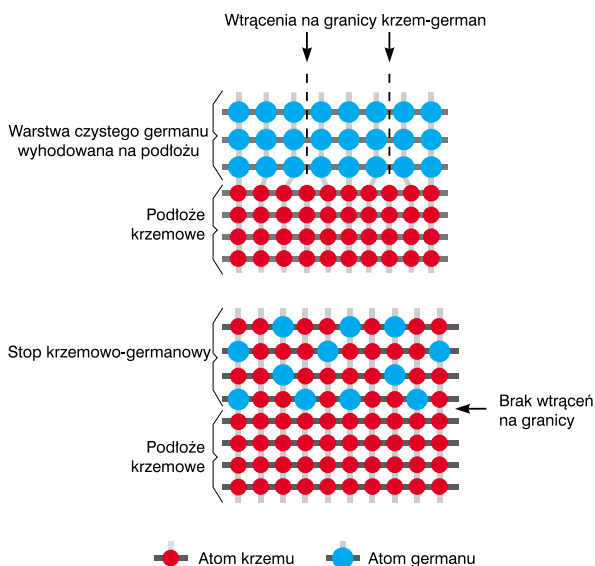 Wtrącenia na granicy krzem-german
Warstwa czystego germanu
wyhodowana na podłożu
Podłoże
krzemowe
Stop krzemowo-germanowy
Brak wtrąceń
na granicy
Podłoże
krzemowe
Atom krzemu
Atom germanu